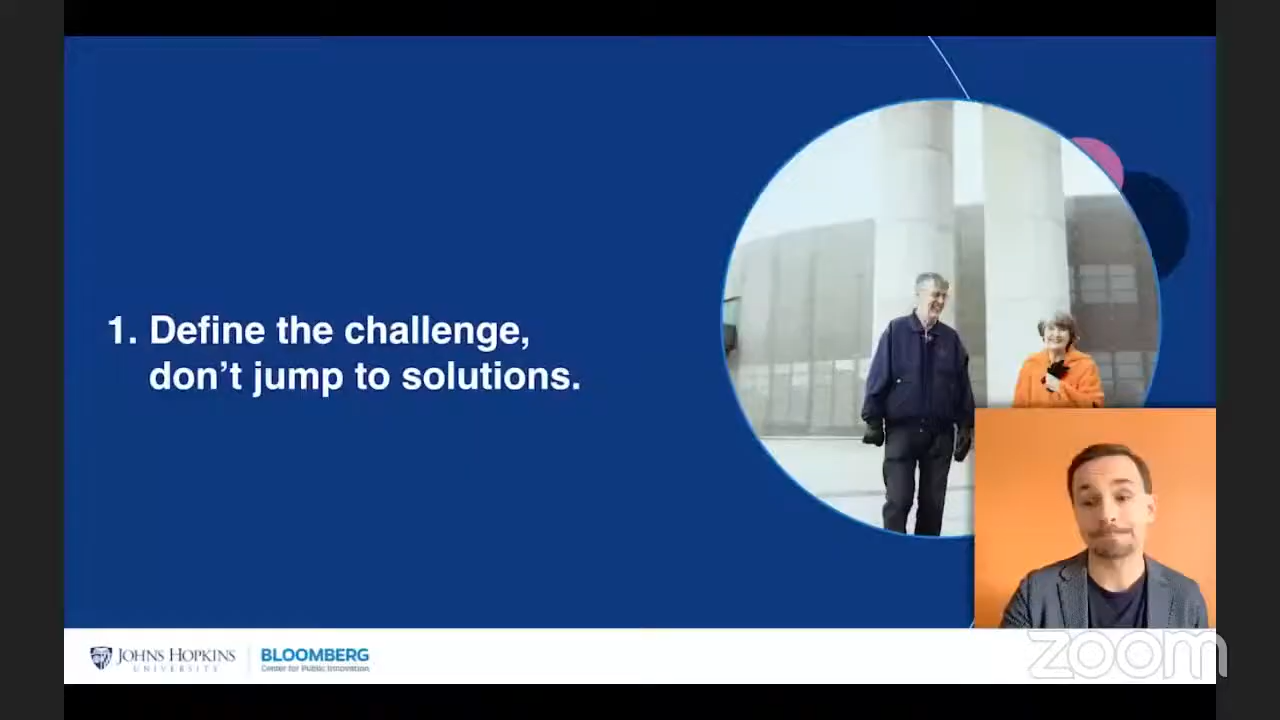 1. Define the challenge,
don’t jump to solutions.
JOHNS HOPKINS
UNIVERSITY
BLOOMBERG
Center for Public Innovation
zoom